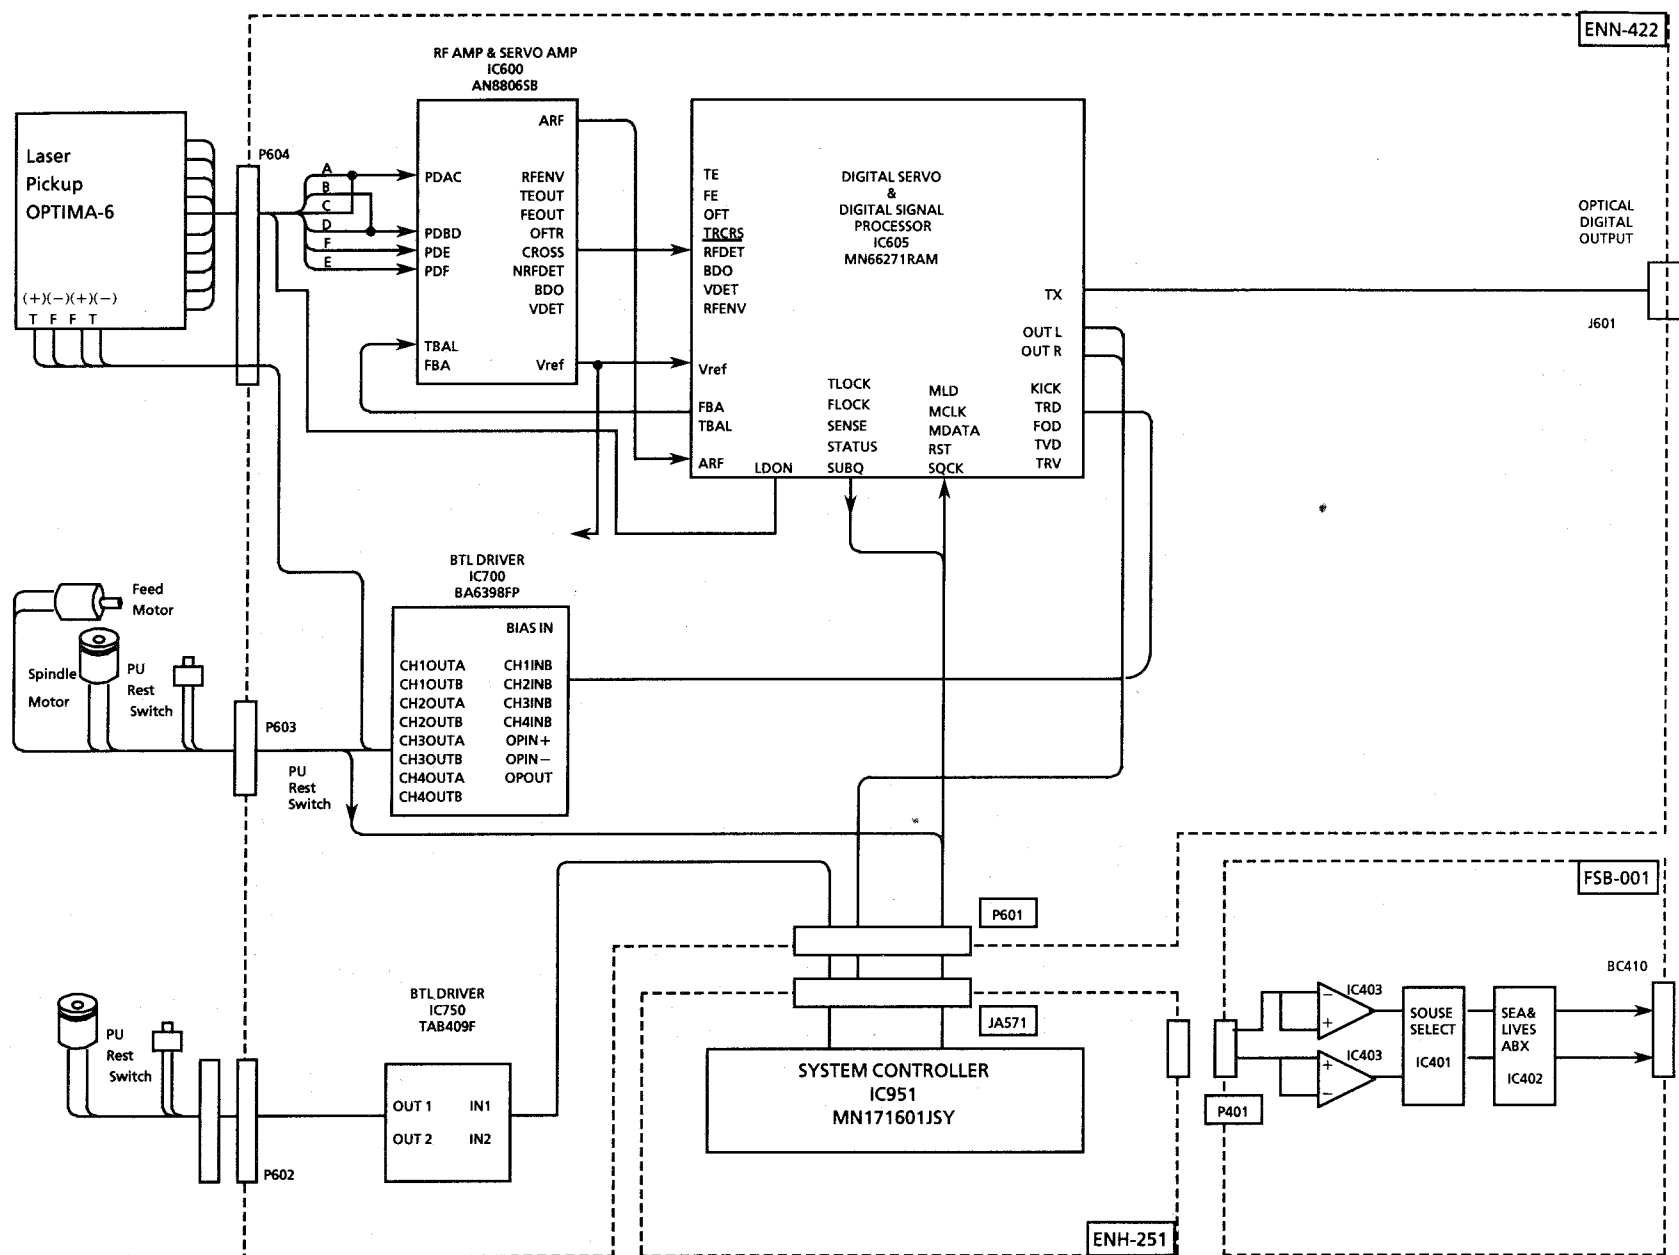 ENN-422
RF AMP & SERVO AMP
IC600
AN8806SB
Laser
Pickup
OPTIMA-6
(+)(−)(+)(−)
T F F T
P604
A
B
C
D
F
E
PDAC
PDBD
PDE
PDF
TBAL
FBA
ARF
RFENV
TEOUT
FEOUT
OFTR
CROSS
NRFDET
BDO
VDET
Vref
TE
FE
OFT
TRCRS
RFDET
BDO
VDET
RFENV
Vref
FBA
TBAL
ARF
DIGITAL SERVO
&
DIGITAL SIGNAL
PROCESSOR
IC605
MN66271RAM
LDON
TLOCK
FLOCK
SENSE
STATUS
SUBQ
MLD
MCLK
MDATA
RST
SQCK
TX
OUT L
OUT R
KICK
TRD
FOD
TVD
TRV
OPTICAL
DIGITAL
OUTPUT
J601
Feed
Motor
Spindle
Motor
PU
Rest
Switch
P603
PU
Rest
Switch
BTL DRIVER
IC700
BA6398FP
BIAS IN
CH1OUTA
CH1OUTB
CH2OUTA
CH2OUTB
CH3OUTA
CH3OUTB
CH4OUTA
CH4OUTB
CH1INB
CH2INB
CH3INB
CH4INB
OPIN+
OPIN−
OPOUT
PU
Rest
Switch
P602
BTL DRIVER
IC750
TAB409F
OUT 1
OUT 2
IN1
IN2
P601
JA571
SYSTEM CONTROLLER
IC951
MN171601JSY
ENH-251
FSB-001
P401
−
+
IC403
+
−
IC403
SOUSE
SELECT
IC401
SEA&
LIVES
ABX
IC402
BC410